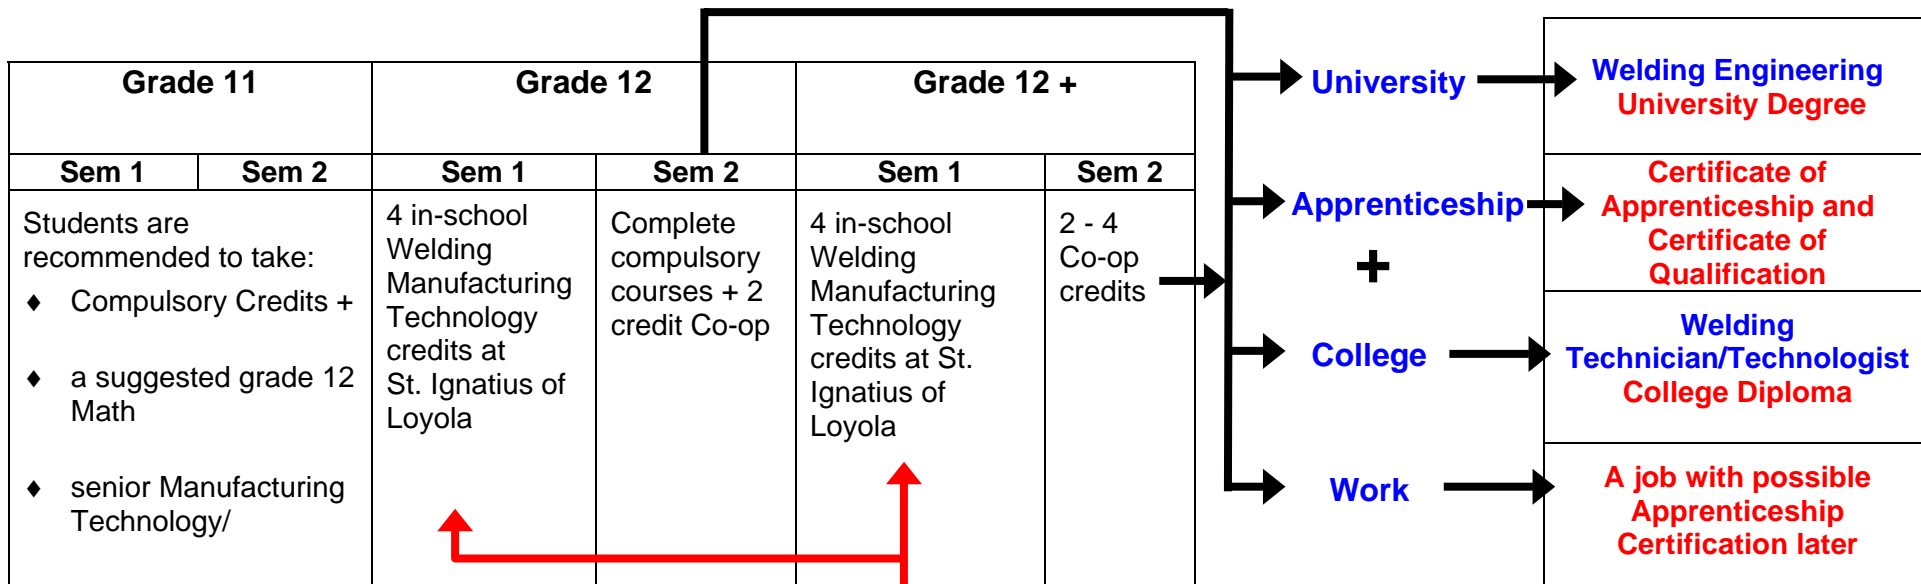 Grade 11
Grade 12
Grade 12 +
Sem 1
Sem 2
Sem 1
Sem 2
Sem 1
Sem 2
Students are
recommended to take:
♦ Compulsory Credits +
♦ a suggested grade 12
Math
♦ senior Manufacturing
Technology/
4 in-school
Welding
Manufacturing
Technology
credits at
St. Ignatius of
Loyola
Complete
compulsory
courses + 2
credit Co-op
4 in-school
Welding
Manufacturing
Technology
credits at St.
Ignatius of
Loyola
2 - 4
Co-op
credits
University
Apprenticeship
+
College
Work
Welding Engineering
University Degree
Certificate of
Apprenticeship and
Certificate of
Qualification
Welding
Technician/Technologist
College Diploma
A job with possible
Apprenticeship
Certification later